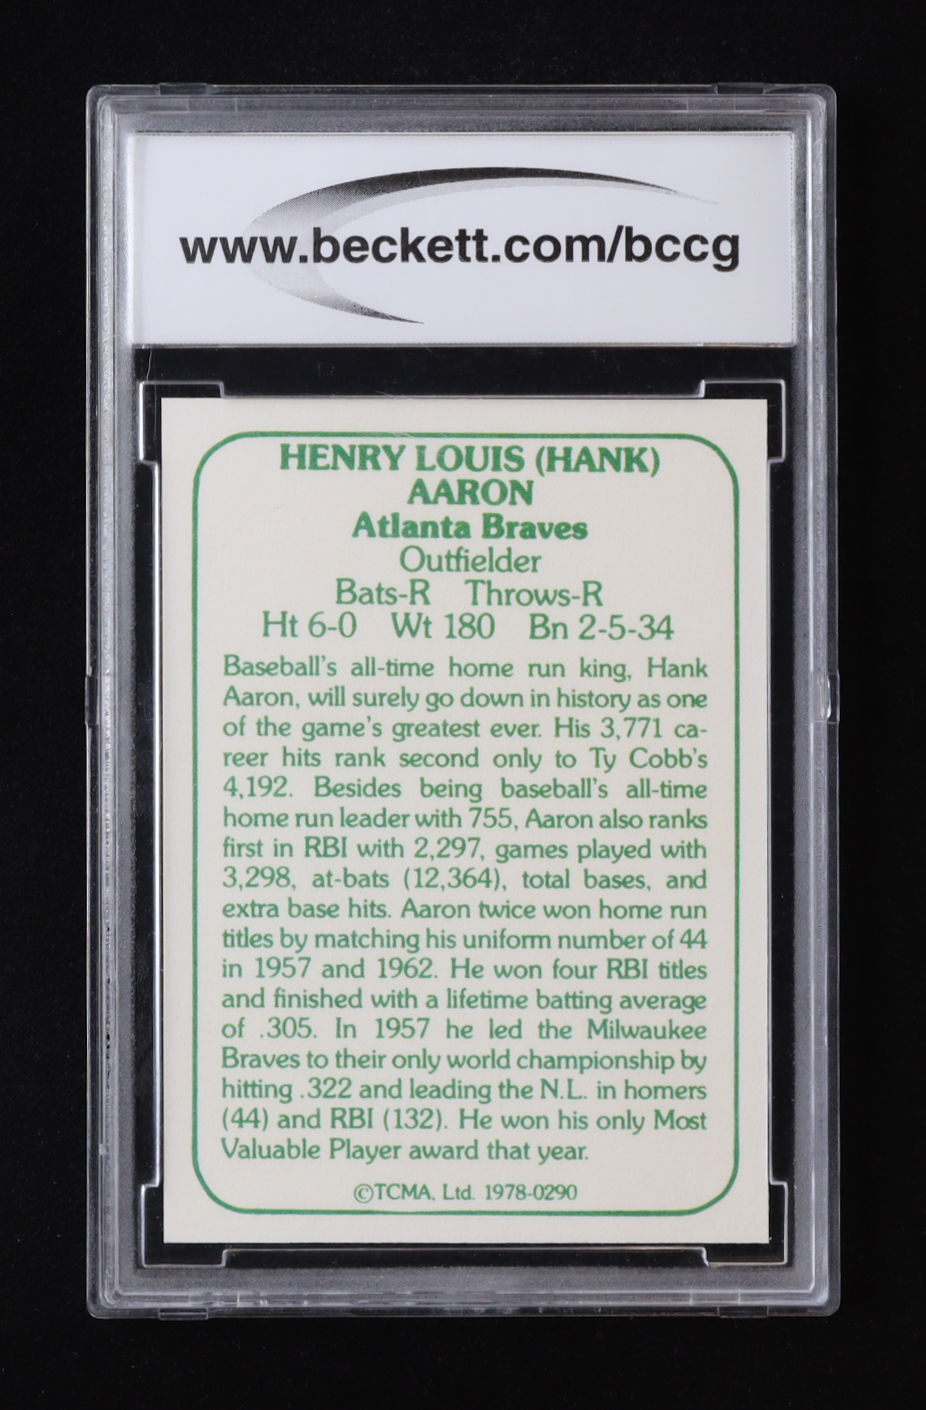 www.beckett.com/bccg
HENRY LOUIS (HANK)
AARON
Atlanta Braves
Outfielder
Bats-R Throws-R
Ht 6-0 Wt 180 Bn 2-5-34
Baseball's all-time home run king, Hank
Aaron, will surely go down in history as one
of the game's greatest ever. His 3,771 ca-
reer hits rank second only to Ty Cobb's
4,192. Besides being baseball's all-time
home run leader with 755, Aaron also ranks
first in RBI with 2,297, games played with
3,298, at-bats (12,364), total bases, and
extra base hits. Aaron twice won home run
titles by matching his uniform number of 44
in 1957 and 1962. He won four RBI titles
and finished with a lifetime batting average
of .305. In 1957 he led the Milwaukee
Braves to their only world championship by
hitting .322 and leading the N.L. in homers
(44) and RBI (132). He won his only Most
Valuable Player award that year.
©TCMA, Ltd. 1978-0290